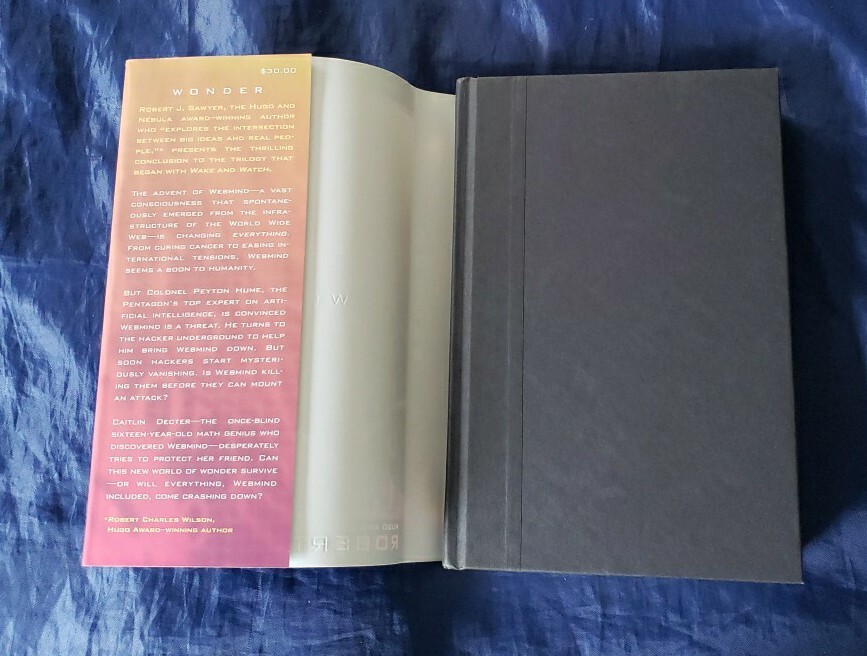 $30.00
WONDER
ROBERT J. SAWYER, THE HUGO AND
NEBULA AWARD-WINNING AUTHOR
WHO "EXPLORES THE INTERSECTION
BETWEEN BIG IDEAS AND REAL PEO-
PLE,"* PRESENTS THE THRILLING
CONCLUSION TO THE TRILOGY THAT
BEGAN WITH WAKE AND WATCH.
THE ADVENT OF WEBMIND—A VAST
CONSCIOUSNESS THAT SPONTANE-
OUSLY EMERGED FROM THE INFRA-
STRUCTURE OF THE WORLD WIDE
WEB—IS CHANGING EVERYTHING.
FROM CURING CANCER TO EASING IN-
TERNATIONAL TENSIONS, WEBMIND
SEEMS A BOON TO HUMANITY.
BUT COLONEL PEYTON HUME, THE
PENTAGON'S TOP EXPERT ON ARTI-
FICIAL INTELLIGENCE, IS CONVINCED
WEBMIND IS A THREAT. HE TURNS TO
THE HACKER UNDERGROUND TO HELP
HIM BRING WEBMIND DOWN. BUT
SOON HACKERS START MYSTERI-
OUSLY VANISHING. IS WEBMIND KILL-
ING THEM BEFORE THEY CAN MOUNT
AN ATTACK?
CAITLIN DECTER—THE ONCE-BLIND
SIXTEEN-YEAR-OLD MATH GENIUS WHO
DISCOVERED WEBMIND—DESPERATELY
TRIES TO PROTECT HER FRIEND. CAN
THIS NEW WORLD OF WONDER SURVIVE
—OR WILL EVERYTHING, WEBMIND
INCLUDED, COME CRASHING DOWN?
*ROBERT CHARLES WILSON,
HUGO AWARD-WINNING AUTHOR
W
HUGO
ROBERT